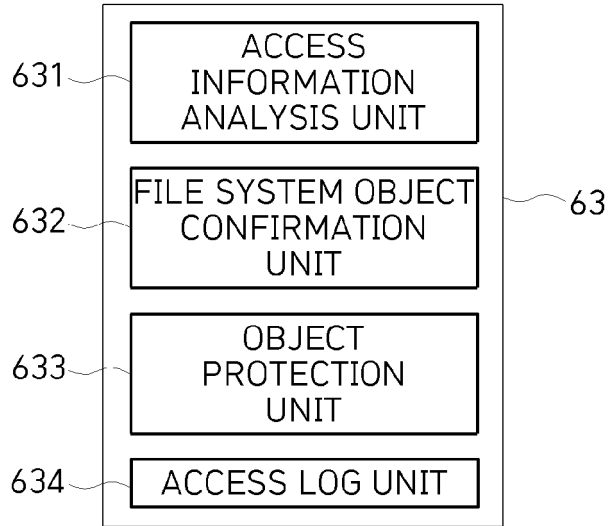 631
ACCESS
INFORMATION
ANALYSIS UNIT
632
FILE SYSTEM OBJECT
CONFIRMATION
UNIT
63
633
OBJECT
PROTECTION
UNIT
634
ACCESS LOG UNIT